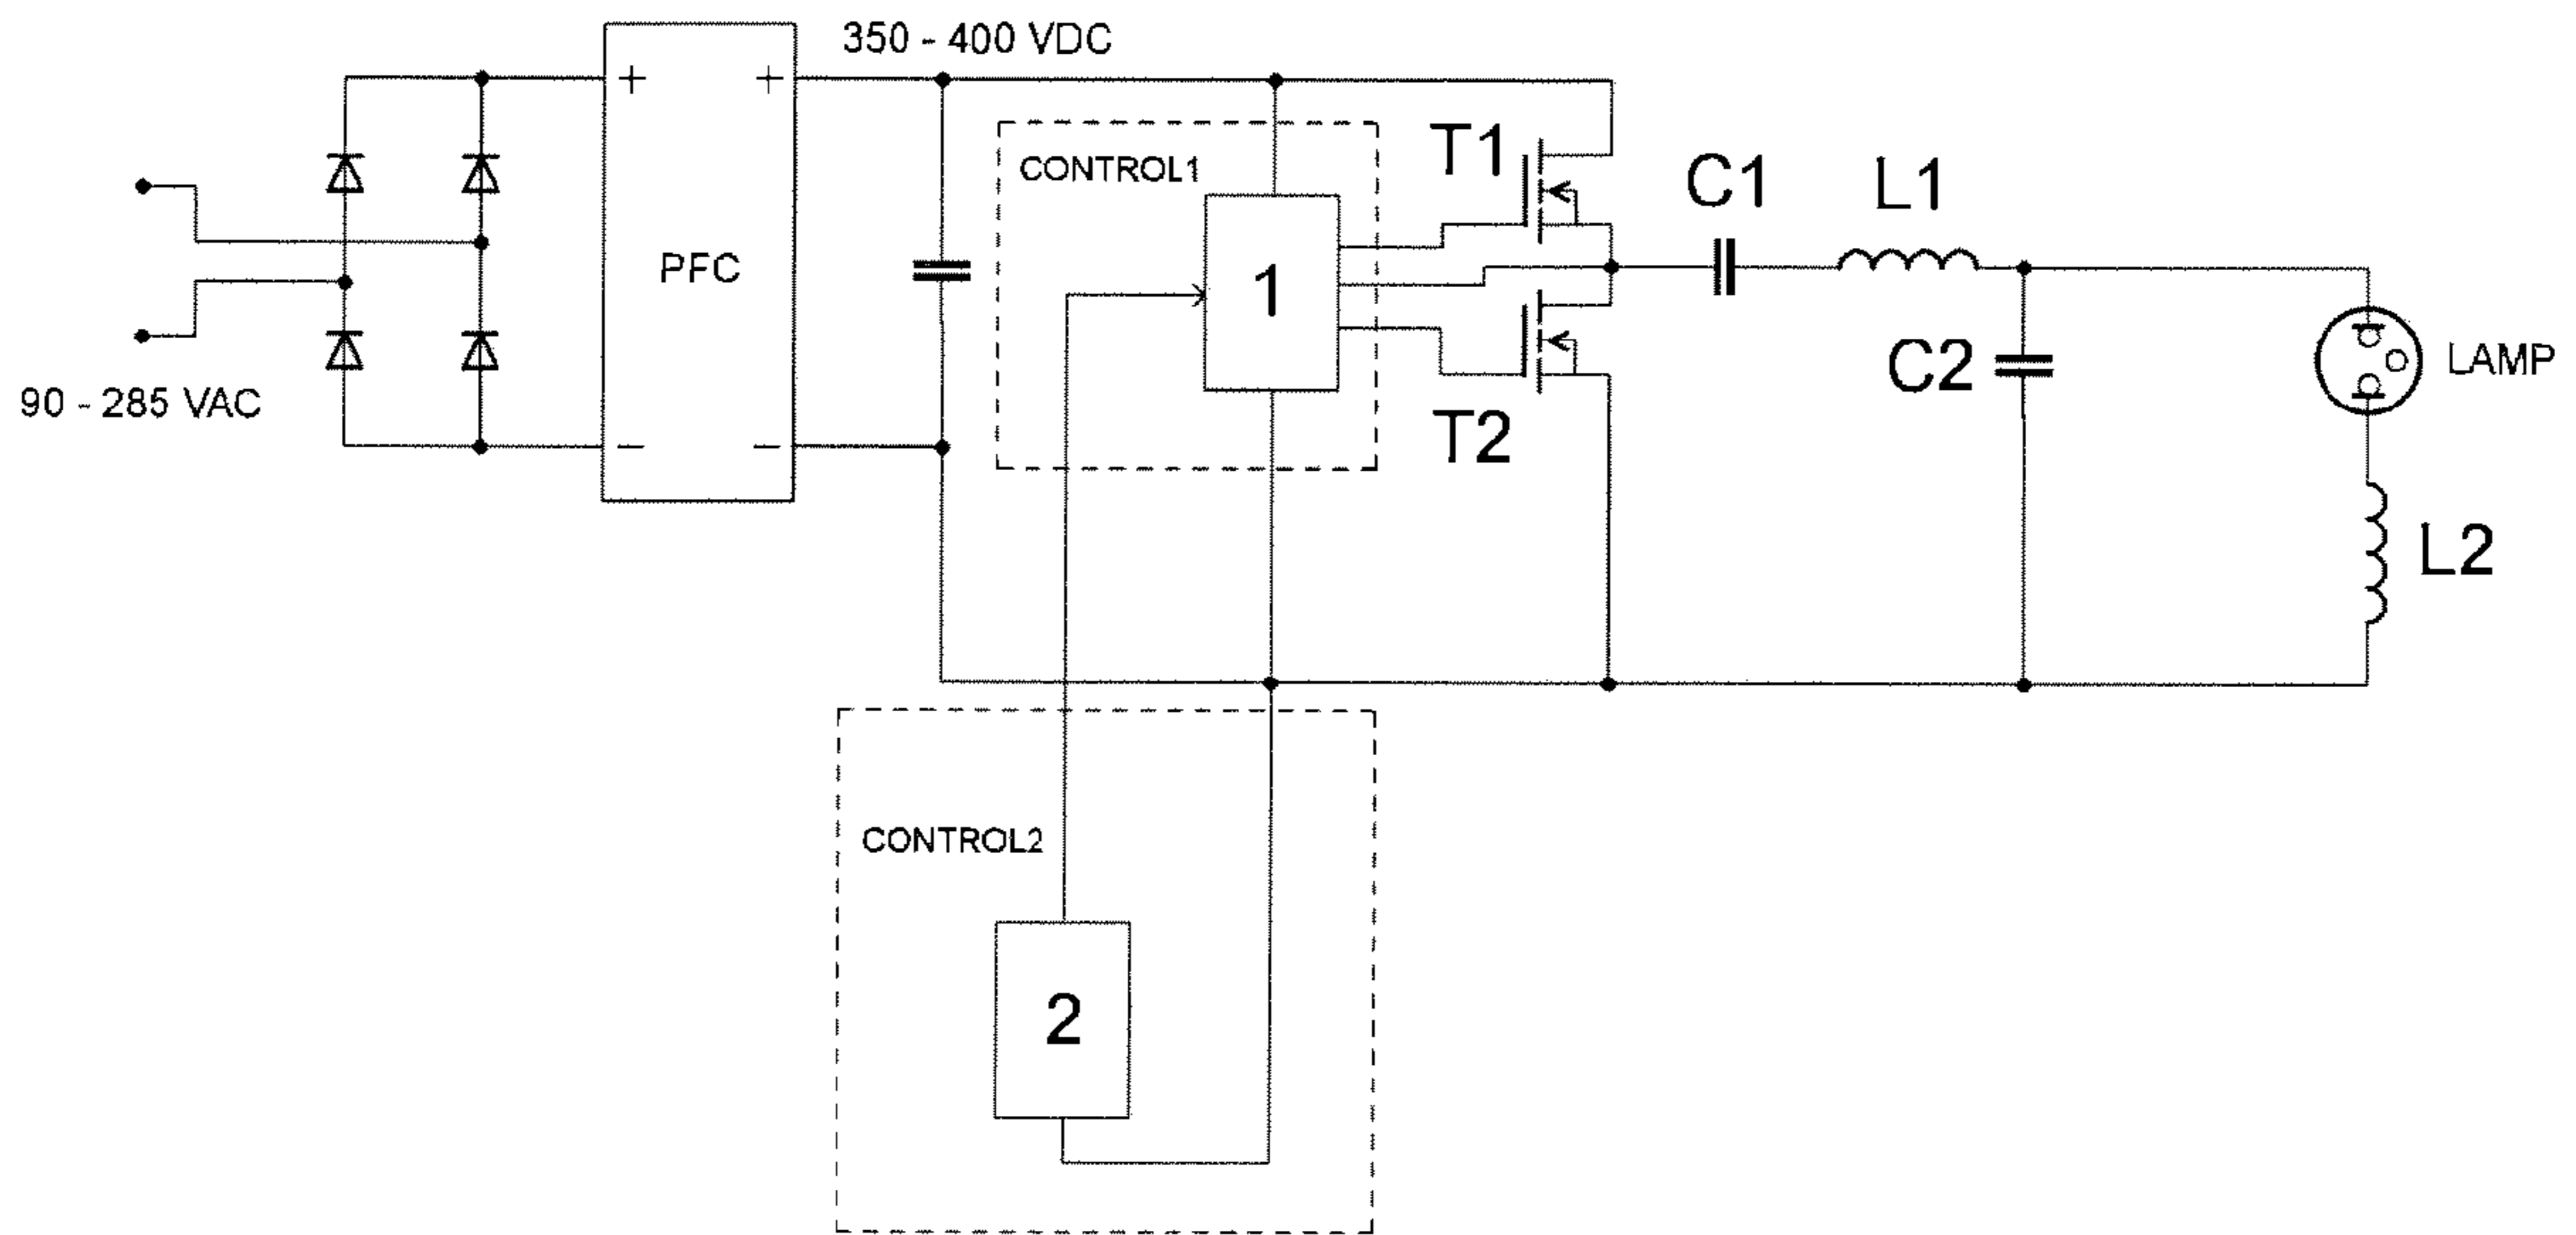 350 - 400 VDC
+ +
CONTROL1
T1
C1
L1
PFC
1
90 - 285 VAC
C2
LAMP
T2
− −
L2
CONTROL2
2